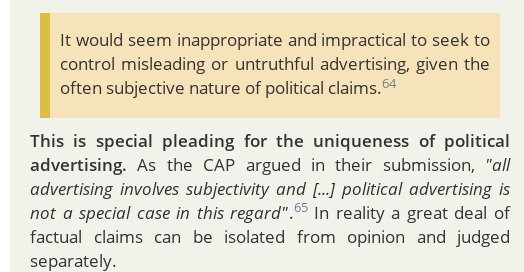 It would seem inappropriate and impractical to seek to
control misleading or untruthful advertising, given the
often subjective nature of political claims.64
This is special pleading for the uniqueness of political
advertising. As the CAP argued in their submission, "all
advertising involves subjectivity and [...] political advertising is
not a special case in this regard".65 In reality a great deal of
factual claims can be isolated from opinion and judged
separately.